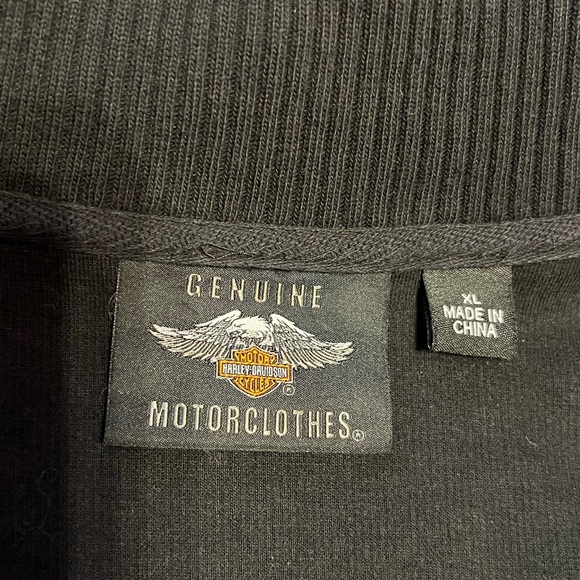 GENUINE
MOTOR
HARLEY-DAVIDSON
CYCLES
®
MOTORCLOTHES®
XL
MADE IN
CHINA